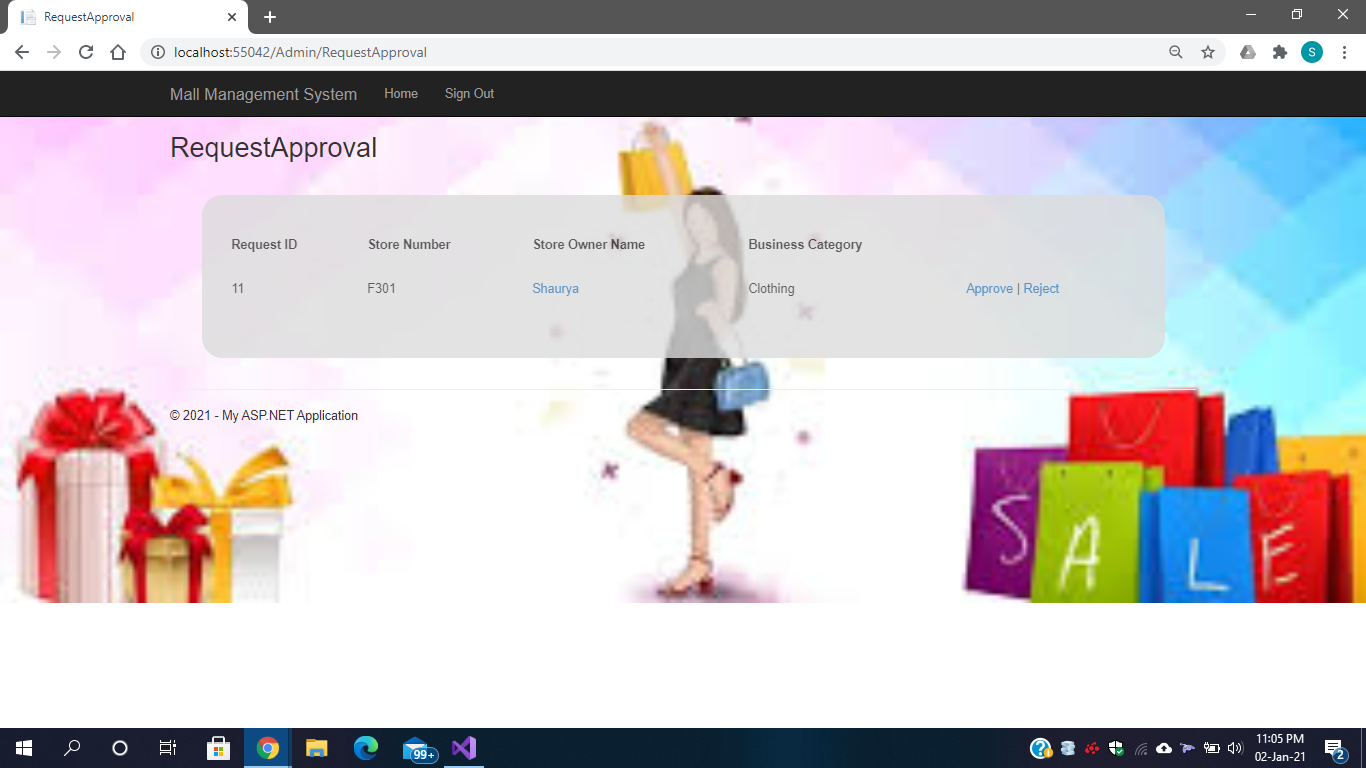 RequestApproval
localhost:55042/Admin/RequestApproval
S
Mall Management System Home Sign Out
RequestApproval
Request ID Store Number Store Owner Name Business Category
11 F301 Shaurya Clothing Approve | Reject
© 2021 - My ASP.NET Application
S A L E
99+
11:05 PM
02-Jan-21
2